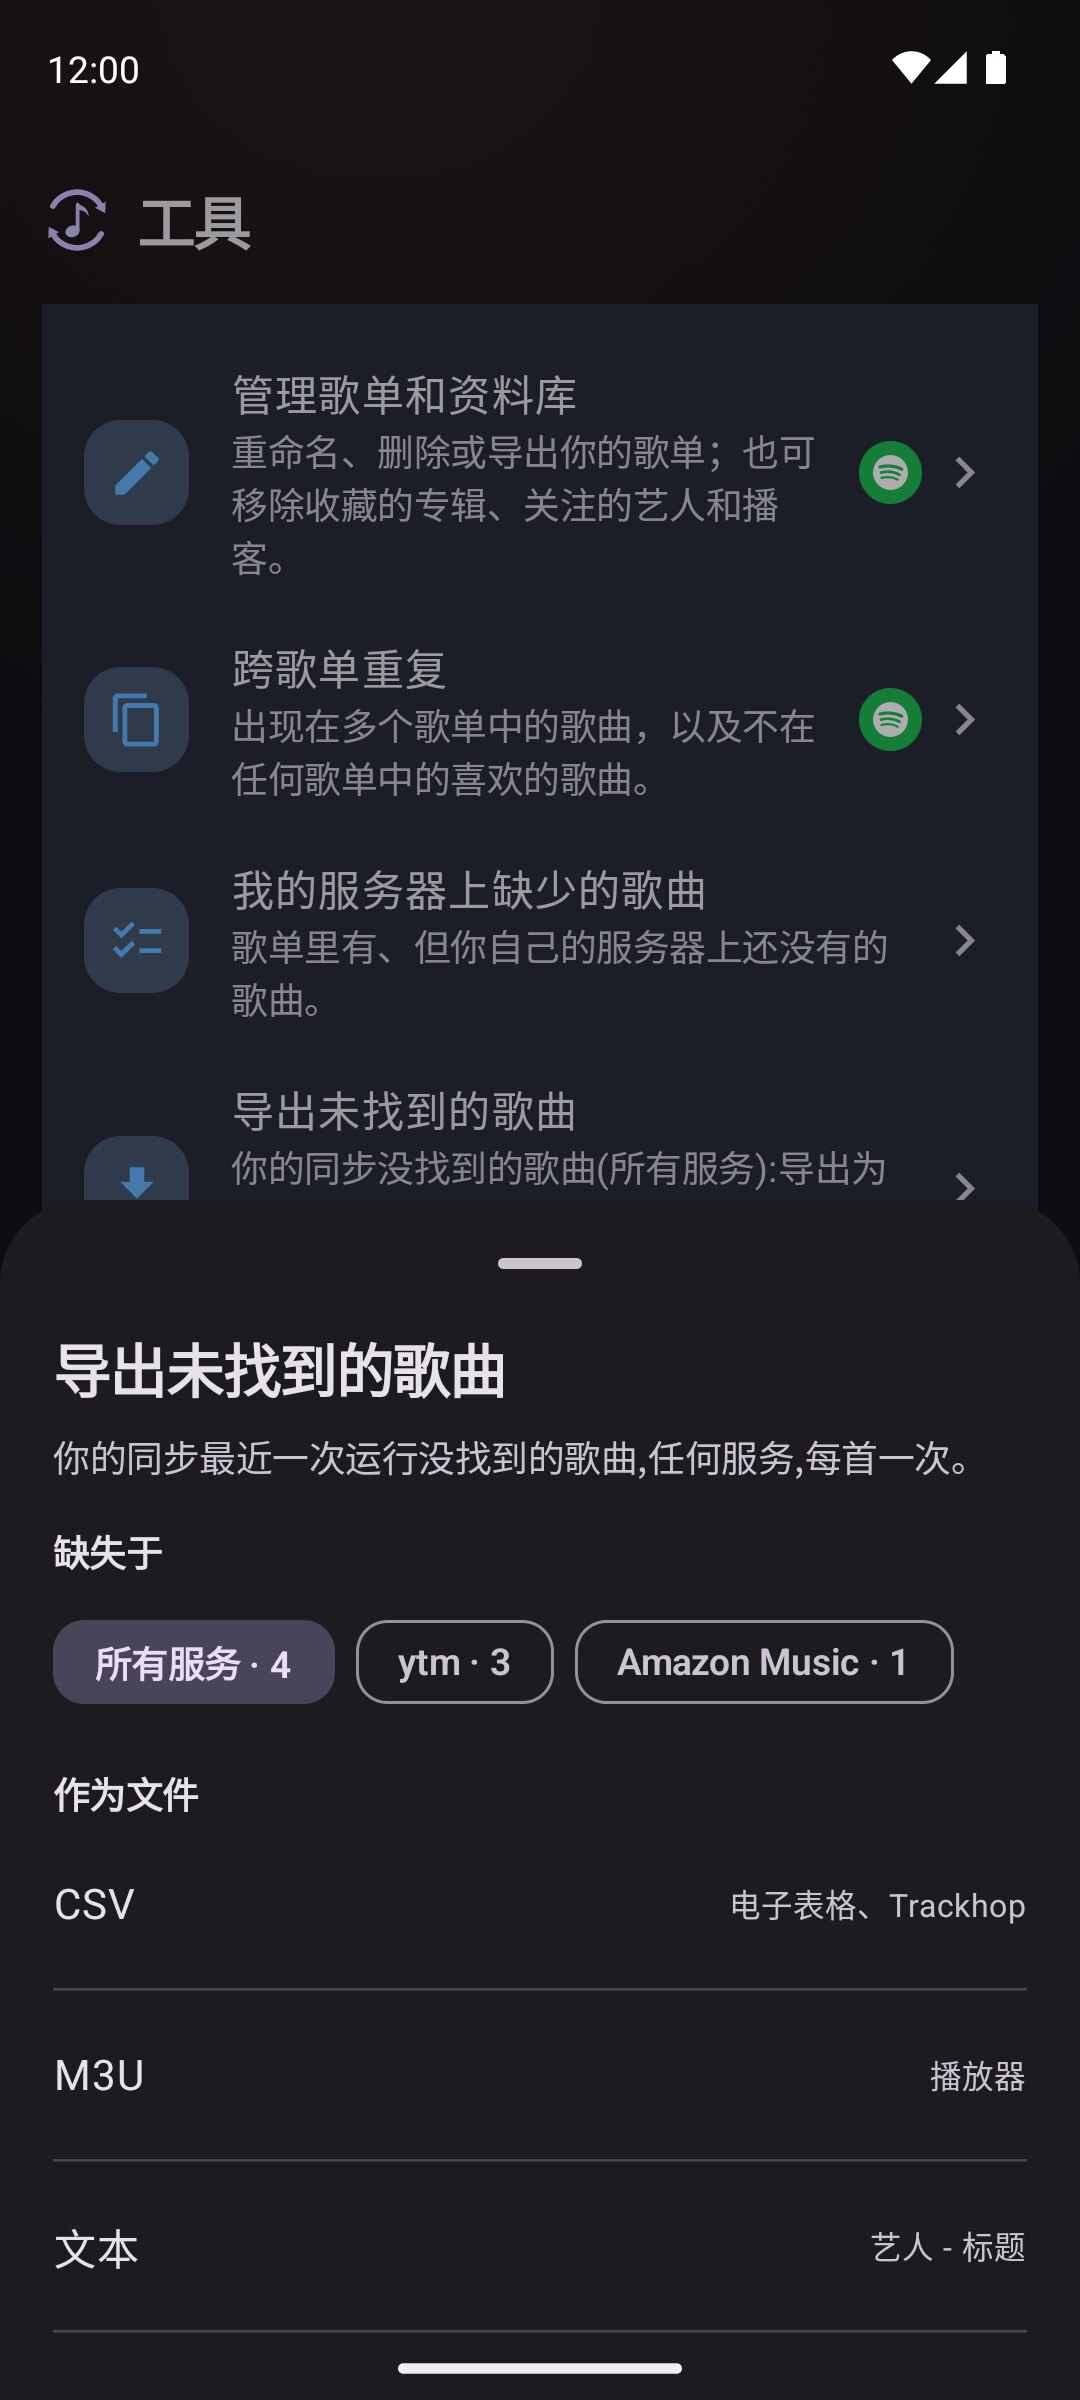 12:00
工具
管理歌单和资料库
重命名、删除或导出你的歌单；也可
移除收藏的专辑、关注的艺人和播
客。
跨歌单重复
出现在多个歌单中的歌曲，以及不在
任何歌单中的喜欢的歌曲。
我的服务器上缺少的歌曲
歌单里有、但你自己的服务器上还没有的
歌曲。
导出未找到的歌曲
你的同步没找到的歌曲(所有服务):导出为
导出未找到的歌曲
你的同步最近一次运行没找到的歌曲,任何服务,每首一次。
缺失于
所有服务 · 4
ytm · 3
Amazon Music · 1
作为文件
CSV
电子表格、Trackhop
M3U
播放器
文本
艺人 - 标题